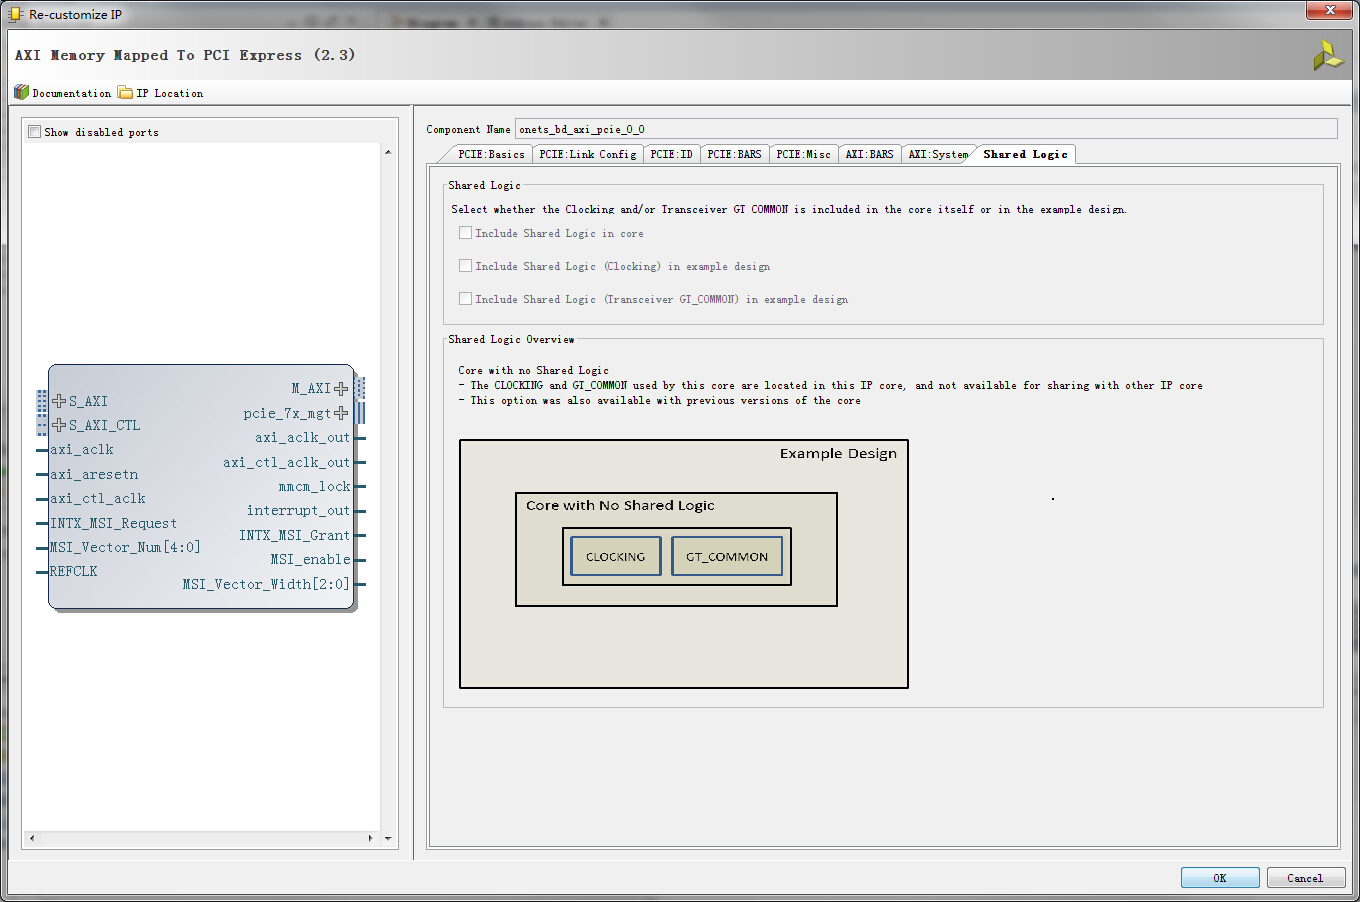 Re-customize IP
AXI Memory Mapped To PCI Express (2.3)
Documentation IP Location
Show disabled ports
S_AXI
S_AXI_CTL
axi_aclk
axi_aresetn
axi_ctl_aclk
INTX_MSI_Request
MSI_Vector_Num[4:0]
REFCLK
M_AXI
pcie_7x_mgt
axi_aclk_out
axi_ctl_aclk_out
mmcm_lock
interrupt_out
INTX_MSI_Grant
MSI_enable
MSI_Vector_Width[2:0]
Component Name onets_bd_axi_pcie_0_0
PCIE:Basics PCIE:Link Config PCIE:ID PCIE:BARS PCIE:Misc AXI:BARS AXI:System Shared Logic
Shared Logic
Select whether the Clocking and/or Transceiver GT COMMON is included in the core itself or in the example design.
Include Shared Logic in core
Include Shared Logic (Clocking) in example design
Include Shared Logic (Transceiver GT_COMMON) in example design
Shared Logic Overview
Core with no Shared Logic
- The CLOCKING and GT_COMMON used by this core are located in this IP core, and not available for sharing with other IP core
- This option was also available with previous versions of the core
Example Design
Core with No Shared Logic
CLOCKING GT_COMMON
OK Cancel